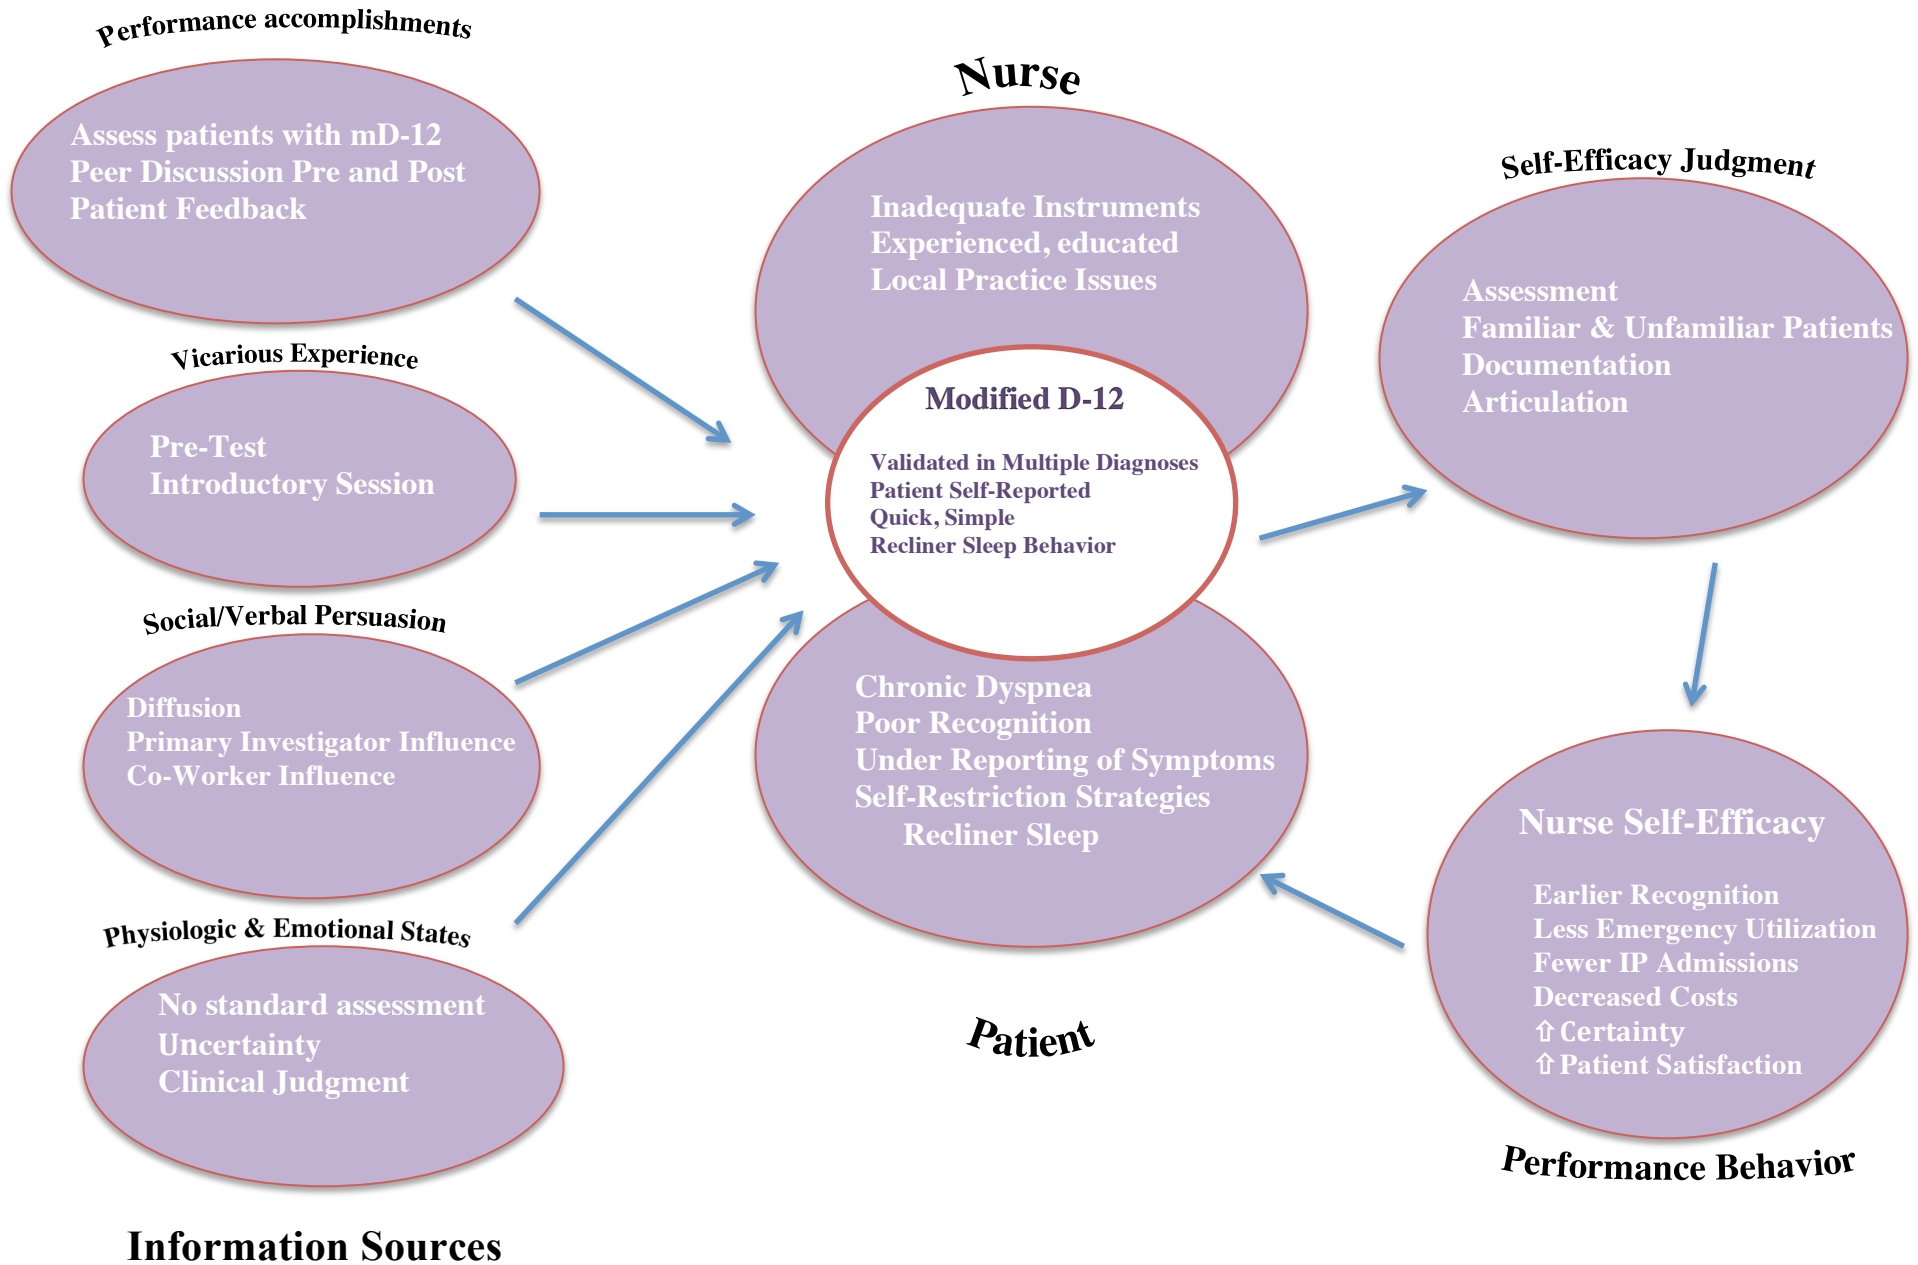 Performance accomplishments
Assess patients with mD-12
Peer Discussion Pre and Post
Patient Feedback
Vicarious Experience
Pre-Test
Introductory Session
Social/Verbal Persuasion
Diffusion
Primary Investigator Influence
Co-Worker Influence
Physiologic & Emotional States
No standard assessment
Uncertainty
Clinical Judgment
Information Sources
Nurse
Inadequate Instruments
Experienced, educated
Local Practice Issues
Modified D-12
Validated in Multiple Diagnoses
Patient Self-Reported
Quick, Simple
Recliner Sleep Behavior
Chronic Dyspnea
Poor Recognition
Under Reporting of Symptoms
Self-Restriction Strategies
Recliner Sleep
Patient
Self-Efficacy Judgment
Assessment
Familiar & Unfamiliar Patients
Documentation
Articulation
Nurse Self-Efficacy
Earlier Recognition
Less Emergency Utilization
Fewer IP Admissions
Decreased Costs
⇧Certainty
⇧Patient Satisfaction
Performance Behavior